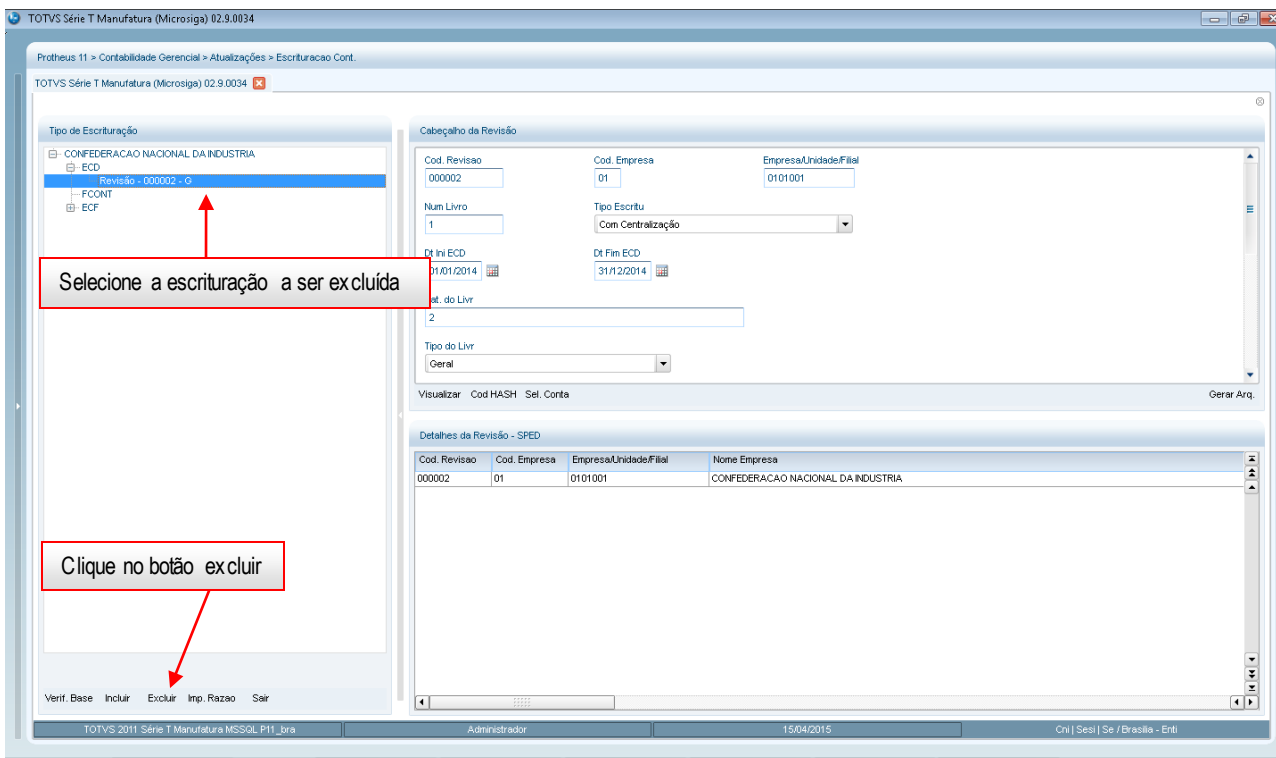 TOTVS Série T Manufatura (Microsiga) 02.9.0034
Protheus 11 > Contabilidade Gerencial > Atualizações > Escrituracao Cont.
TOTVS Série T Manufatura (Microsiga) 02.9.0034
Tipo de Escrituração
CONFEDERACAO NACIONAL DA INDUSTRIA
ECD
Revisão - 000002 - G
FCONT
ECF
Selecione a escrituração a ser excluída
Clique no botão excluir
Verif. Base Incluir Excluir Imp. Razao Sair
Cabeçalho da Revisão
Cod. Revisao Cod. Empresa Empresa/Unidade/Filial
000002 01 0101001
Num Livro Tipo Escritu
1 Com Centralização
Dt Ini ECD Dt Fim ECD
01/01/2014 31/12/2014
at. do Livr
2
Tipo do Livr
Geral
Visualizar Cod HASH Sel. Conta Gerar Arq.
Detalhes da Revisão - SPED
Cod. Revisao Cod. Empresa Empresa/Unidade/Filial Nome Empresa
000002 01 0101001 CONFEDERACAO NACIONAL DA INDUSTRIA
TOTVS 2011 Série T Manufatura MSSQL P11_bra Administrador 15/04/2015 Cni | Sesi | Se / Brasilia - Enti